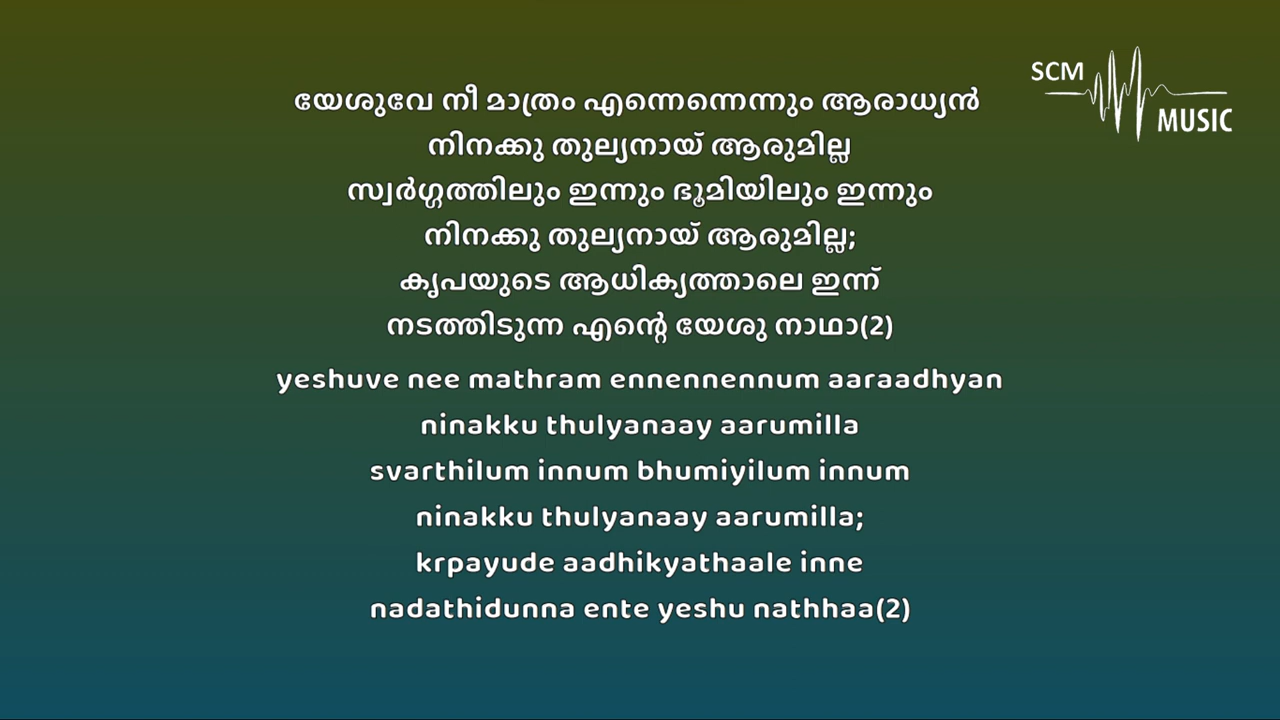 SCM
MUSIC
യേശുവേ നീ മാത്രം എന്നെന്നെന്നും ആരാധ്യൻ
നിനക്കു തുല്യനായ് ആരുമില്ല
സ്വർഗ്ഗത്തിലും ഇന്നും ഭൂമിയിലും ഇന്നും
നിനക്കു തുല്യനായ് ആരുമില്ല;
കൃപയുടെ ആധിക്യത്താലെ ഇന്ന്
നടത്തിടുന്ന എന്റെ യേശു നാഥാ(2)
yeshuve nee mathram ennennennum aaraadhyan
ninakku thulyanaay aarumilla
svarthilum innum bhumiyilum innum
ninakku thulyanaay aarumilla;
krpayude aadhikyathaale inne
nadathidunna ente yeshu nathhaa(2)